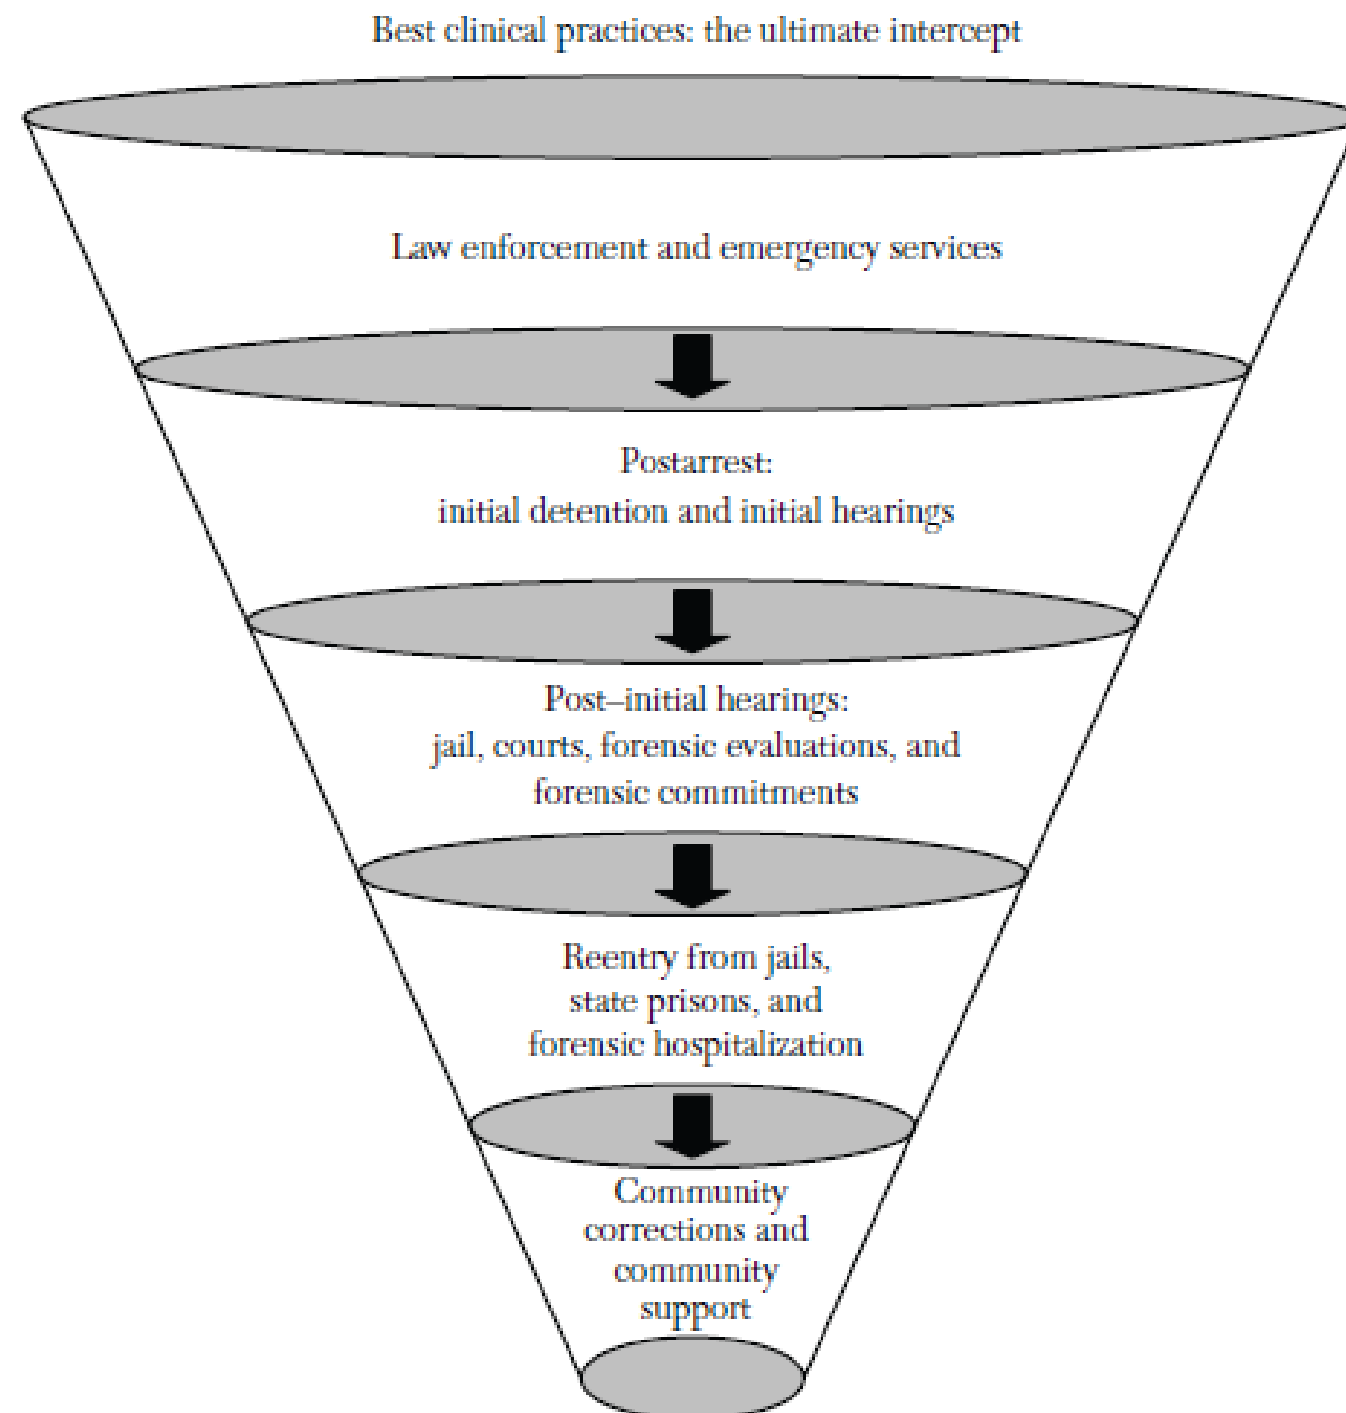 Best clinical practices: the ultimate intercept
Law enforcement and emergency services
Postarrest:
initial detention and initial hearings
Post–initial hearings:
jail, courts, forensic evaluations, and
forensic commitments
Reentry from jails,
state prisons, and
forensic hospitalization
Community
corrections and
community
support